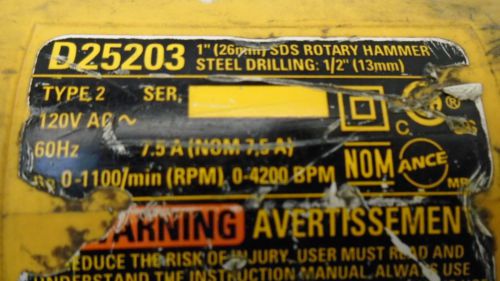 D25203
1" (26mm) SDS ROTARY HAMMER
STEEL DRILLING: 1/2" (13mm)
TYPE 2 SER.
120V AC ~
60Hz 7.5 A (NOM 7,5 A)
0-1100/min (RPM) 0-4200 BPM
C.
NOM
ANCE
WARNING AVERTISSEMEN
REDUCE THE RISK OF INJURY, USER MUST READ AND
UNDERSTAND THE INSTRUCTION MANUAL. ALWAYS USE